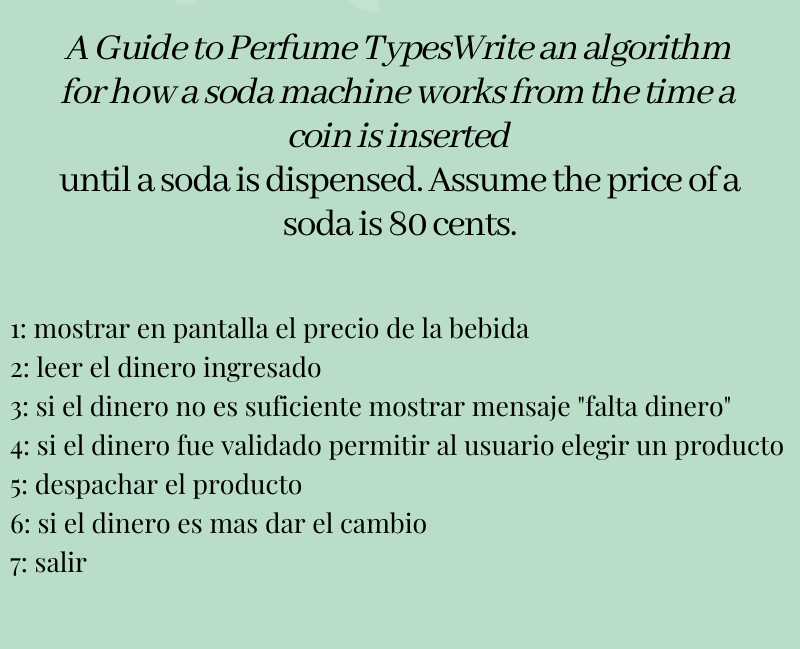 A Guide to Perfume TypesWrite an algorithm
for how a soda machine works from the time a
coin is inserted
until a soda is dispensed. Assume the price of a
soda is 80 cents.
1: mostrar en pantalla el precio de la bebida
2: leer el dinero ingresado
3: si el dinero no es suficiente mostrar mensaje "falta dinero"
4: si el dinero fue validado permitir al usuario elegir un producto
5: despachar el producto
6: si el dinero es mas dar el cambio
7: salir